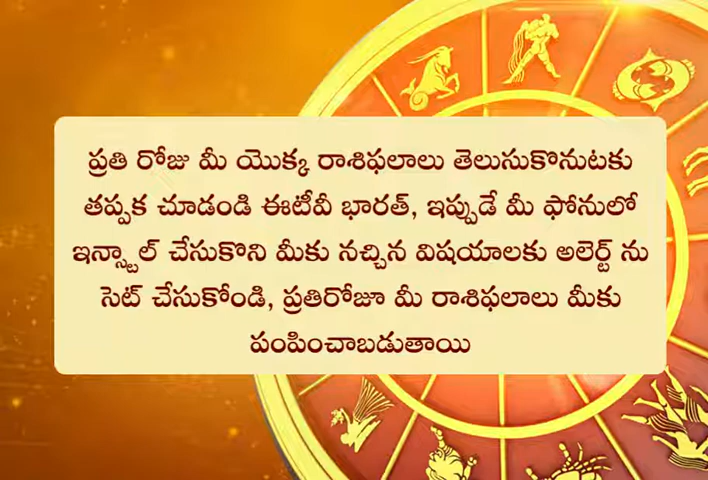 ప్రతి రోజు మీ యొక్క రాశిఫలాలు తెలుసుకొనుటకు
తప్పక చూడండి ఈటీవీ భారత్, ఇప్పుడే మీ ఫోనులో
ఇన్స్టాల్ చేసుకొని మీకు నచ్చిన విషయాలకు అలెర్ట్ ను
సెట్ చేసుకోండి, ప్రతిరోజూ మీ రాశిఫలాలు మీకు
పంపించాబడుతాయి